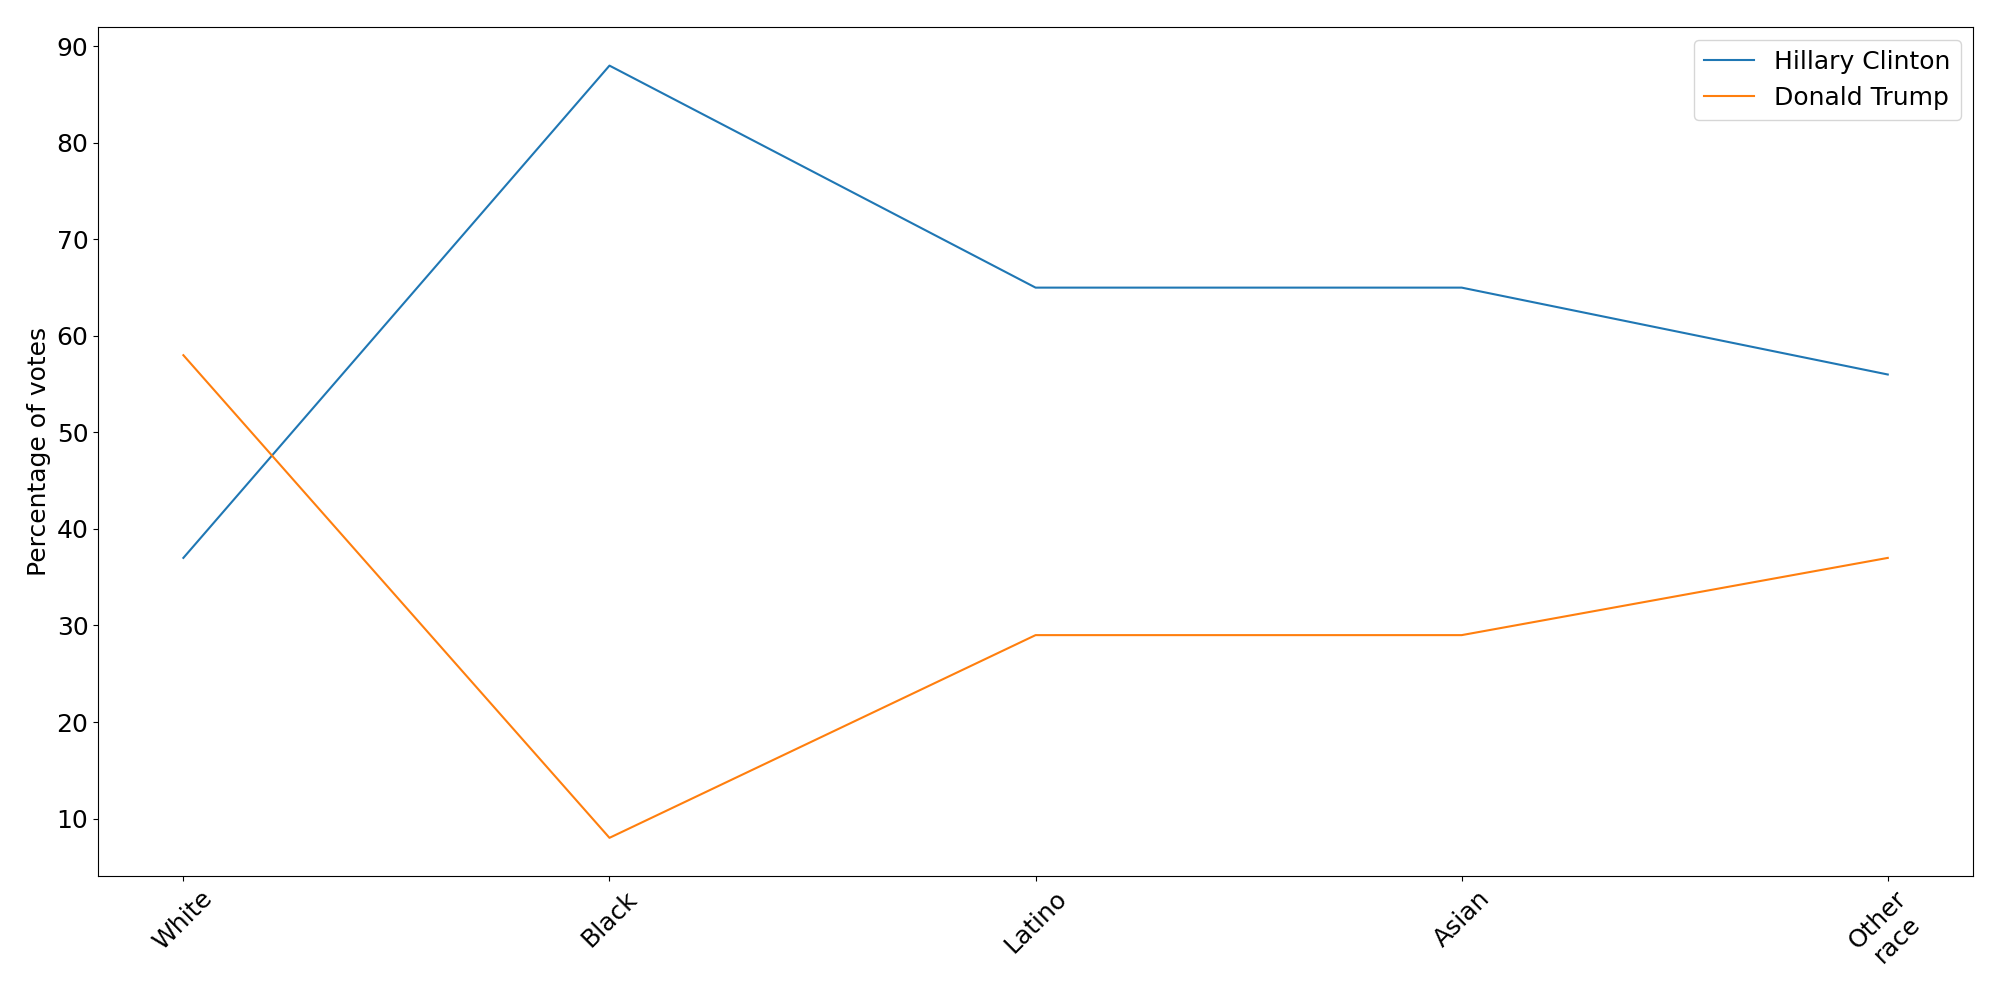 90
80
70
60
50
40
30
20
10
Percentage of votes
Hillary Clinton
Donald Trump
White
Black
Latino
Asian
Other
race